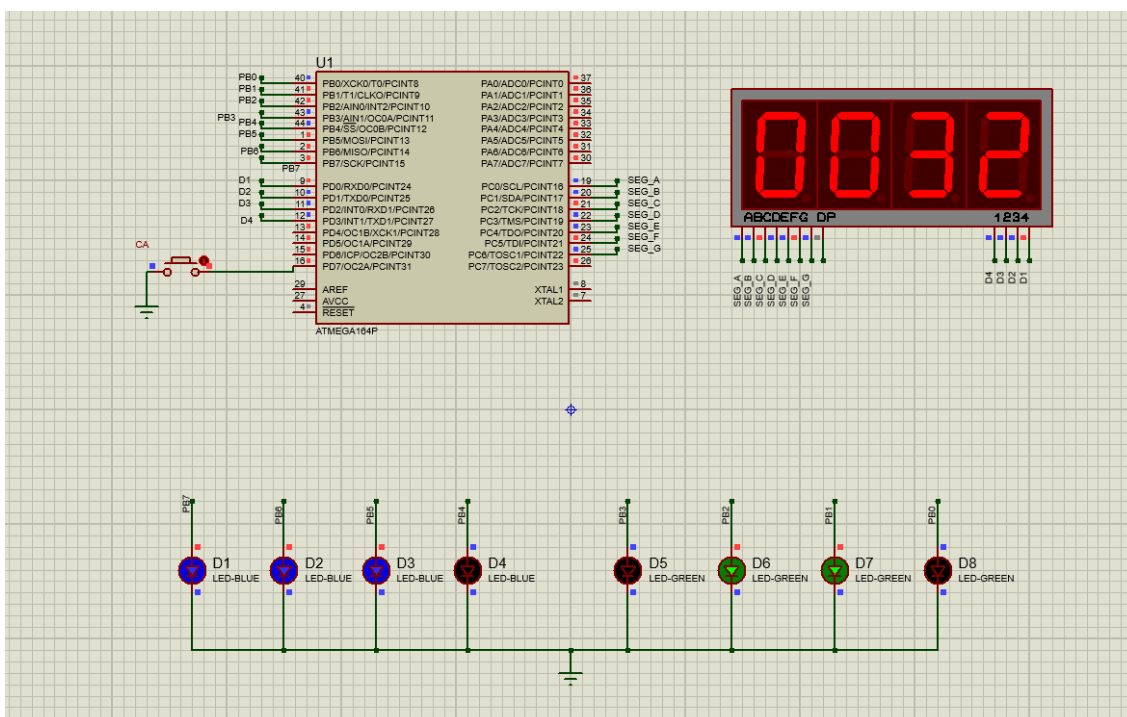 U1
PB0 40 PB0/XCK0/T0/PCINT8 PA0/ADC0/PCINT0 37
PB1 41 PB1/T1/CLKO/PCINT9 PA1/ADC1/PCINT1 36
PB2 42 PB2/AIN0/INT2/PCINT10 PA2/ADC2/PCINT2 35
PB3 43 PB3/AIN1/OC0A/PCINT11 PA3/ADC3/PCINT3 34
PB4 44 PB4/SS/OC0B/PCINT12 PA4/ADC4/PCINT4 33
PB5 1 PB5/MOSI/PCINT13 PA5/ADC5/PCINT5 32
PB6 2 PB6/MISO/PCINT14 PA6/ADC6/PCINT6 31
PB7 3 PB7/SCK/PCINT15 PA7/ADC7/PCINT7 30
D1 9 PD0/RXD0/PCINT24 PC0/SCL/PCINT16 19 SEG_A
D2 10 PD1/TXD0/PCINT25 PC1/SDA/PCINT17 20 SEG_B
D3 11 PD2/INT0/RXD1/PCINT26 PC2/TCK/PCINT18 21 SEG_C
D4 12 PD3/INT1/TXD1/PCINT27 PC3/TMS/PCINT19 22 SEG_D
13 PD4/OC1B/XCK1/PCINT28 PC4/TDO/PCINT20 23 SEG_E
14 PD5/OC1A/PCINT29 PC5/TDI/PCINT21 24 SEG_F
15 PD6/ICP/OC2B/PCINT30 PC6/TOSC1/PCINT22 25 SEG_G
16 PD7/OC2A/PCINT31 PC7/TOSC2/PCINT23 26
29 AREF XTAL1 8
27 AVCC XTAL2 7
4 RESET
ATMEGA164P
CA
0032
ABCDEFG DP 1234
SEG_A SEG_B SEG_C SEG_D SEG_E SEG_F SEG_G D4 D3 D2 D1
PB7 PB6 PB5 PB4 PB3 PB2 PB1 PB0
D1 D2 D3 D4 D5 D6 D7 D8
LED-BLUE LED-BLUE LED-BLUE LED-BLUE LED-GREEN LED-GREEN LED-GREEN LED-GREEN